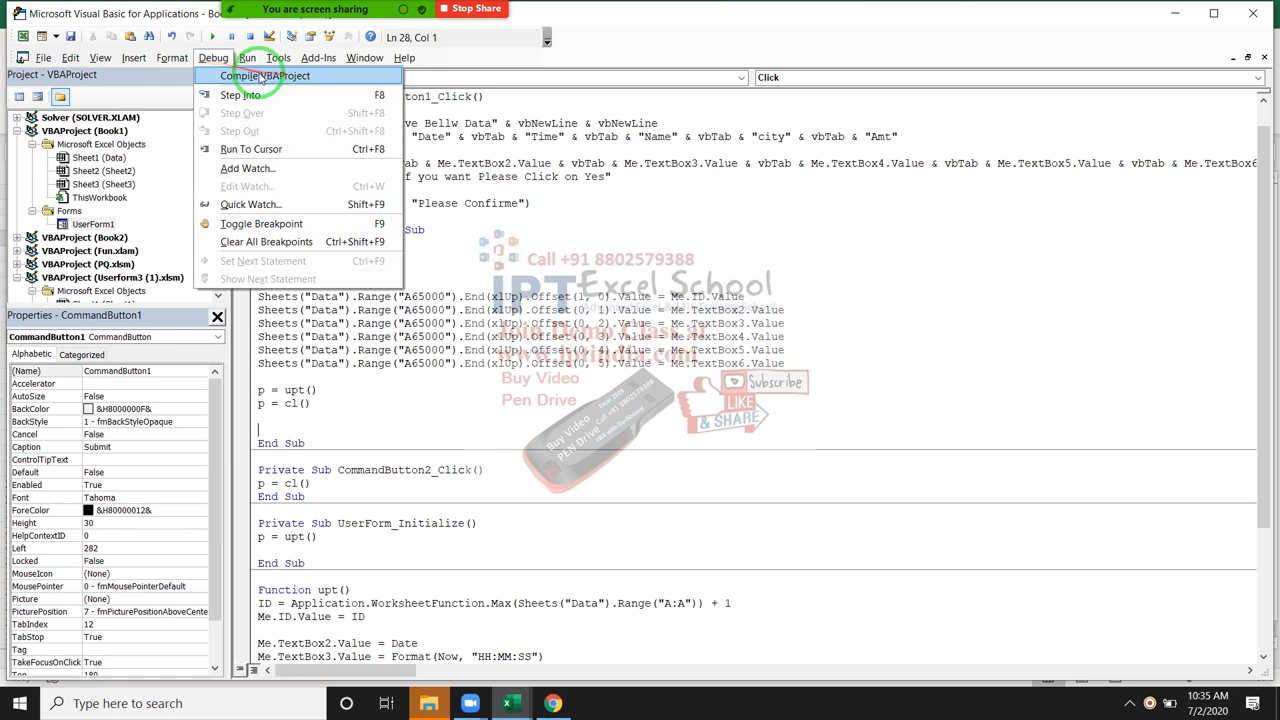 Microsoft Visual Basic for Applications - Boo
You are screen sharing
Stop Share
Ln 28, Col 1
File Edit View Insert Format Debug Run Tools Add-Ins Window Help
Project - VBAProject
Click
Compile VBAProject
Step Into F8
Step Over Shift+F8
Step Out Ctrl+Shift+F8
Run To Cursor Ctrl+F8
Add Watch...
Edit Watch... Ctrl+W
Quick Watch... Shift+F9
Toggle Breakpoint F9
Clear All Breakpoints Ctrl+Shift+F9
Set Next Statement Ctrl+F9
Show Next Statement
Solver (SOLVER.XLAM)
VBAProject (Book1)
Microsoft Excel Objects
Sheet1 (Data)
Sheet2 (Sheet2)
Sheet3 (Sheet3)
ThisWorkbook
Forms
UserForm1
VBAProject (Book2)
VBAProject (Fun.xlam)
VBAProject (PQ.xlsm)
VBAProject (Userform3 (1).xlsm)
Microsoft Excel Objects
Properties - CommandButton1
CommandButton1 CommandButton
Alphabetic Categorized
(Name) CommandButton1
Accelerator
AutoSize False
BackColor &H8000000F&
BackStyle 1 - fmBackStyleOpaque
Cancel False
Caption Submit
ControlTipText
Default False
Enabled True
Font Tahoma
ForeColor &H80000012&
Height 30
HelpContextID 0
Left 282
Locked False
MouseIcon (None)
MousePointer 0 - fmMousePointerDefault
Picture (None)
PicturePosition 7 - fmPicturePositionAboveCente
TabIndex 12
TabStop True
Tag
TakeFocusOnClick True
Top 180
ton1_Click()
ve Bellw Data" & vbNewLine & vbNewLine
"Date" & vbTab & "Time" & vbTab & "Name" & vbTab & "city" & vbTab & "Amt"
ab & Me.TextBox2.Value & vbTab & Me.TextBox3.Value & vbTab & Me.TextBox4.Value & vbTab & Me.TextBox5.Value & vbTab & Me.TextBox6
f you want Please Click on Yes"
"Please Confirme")
Sub
Sheets("Data").Range("A65000").End(xlUp).Offset(1, 0).Value = Me.ID.Value
Sheets("Data").Range("A65000").End(xlUp).Offset(0, 1).Value = Me.TextBox2.Value
Sheets("Data").Range("A65000").End(xlUp).Offset(0, 2).Value = Me.TextBox3.Value
Sheets("Data").Range("A65000").End(xlUp).Offset(0, 3).Value = Me.TextBox4.Value
Sheets("Data").Range("A65000").End(xlUp).Offset(0, 4).Value = Me.TextBox5.Value
Sheets("Data").Range("A65000").End(xlUp).Offset(0, 5).Value = Me.TextBox6.Value
p = upt()
p = cl()
End Sub
Private Sub CommandButton2_Click()
p = cl()
End Sub
Private Sub UserForm_Initialize()
p = upt()
End Sub
Function upt()
ID = Application.WorksheetFunction.Max(Sheets("Data").Range("A:A")) + 1
Me.ID.Value = ID
Me.TextBox2.Value = Date
Me.TextBox3.Value = Format(Now, "HH:MM:SS")
Call +91 8802579388
IPT Excel School
Join Demo Class at
www.iptindia.com
Buy Video
Pen Drive
Subscribe
LIKE
& SHARE
Buy Video
PEN DRIVE
Call +91 8802579388
Type here to search
10:35 AM
7/2/2020